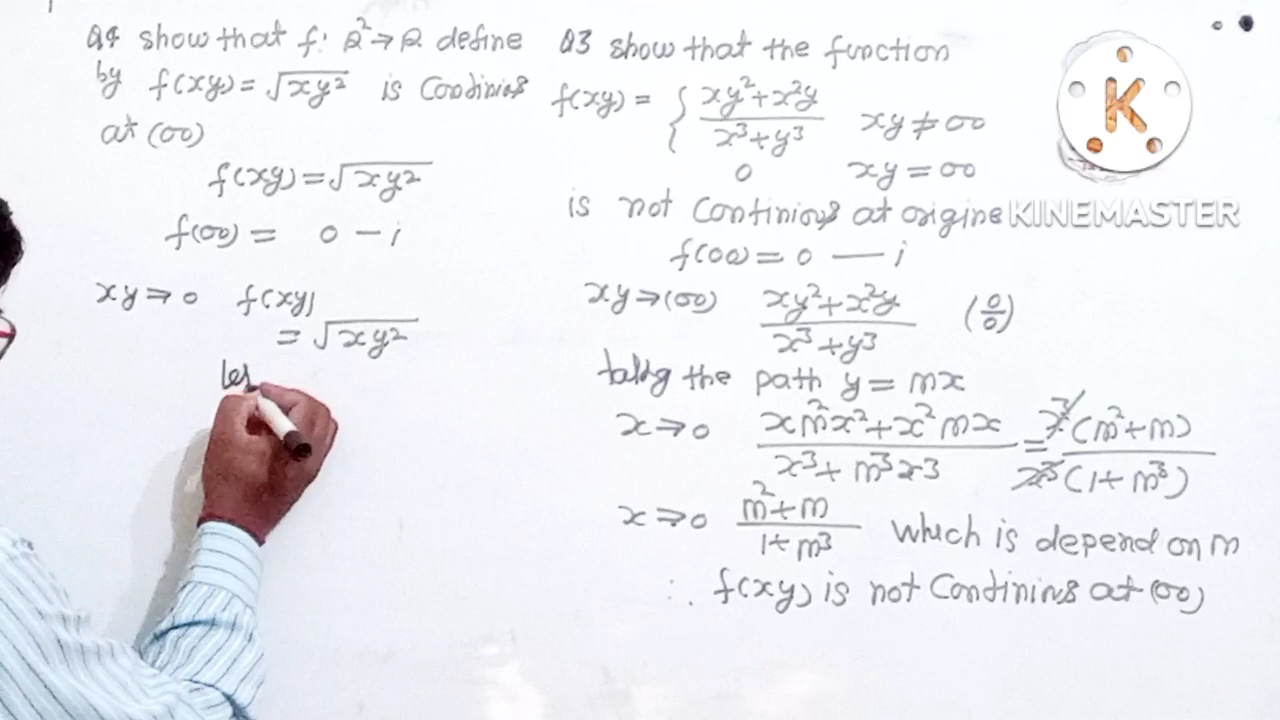 Q4 show that f: R²→R define
by f(xy) = √xy² is Continius
at (00)
f(xy) = √xy²
f(00) = 0 — i
xy→0 f(xy)
= √xy²
let
Q3 show that the function
f(xy) = { xy²+x²y / x³+y³ xy ≠ 00
0 xy = 00
is not Continious at origine
f(00) = 0 — i
xy→(00) xy²+x²y / x³+y³ (0/0)
taking the path y = mx
x→0 xm²x²+x²mx / x³+m³x³ = x³(m²+m) / x³(1+m³)
x→0 m²+m / 1+m³ which is depend on m
∴ f(xy) is not Continius at (00)
K
KINEMASTER